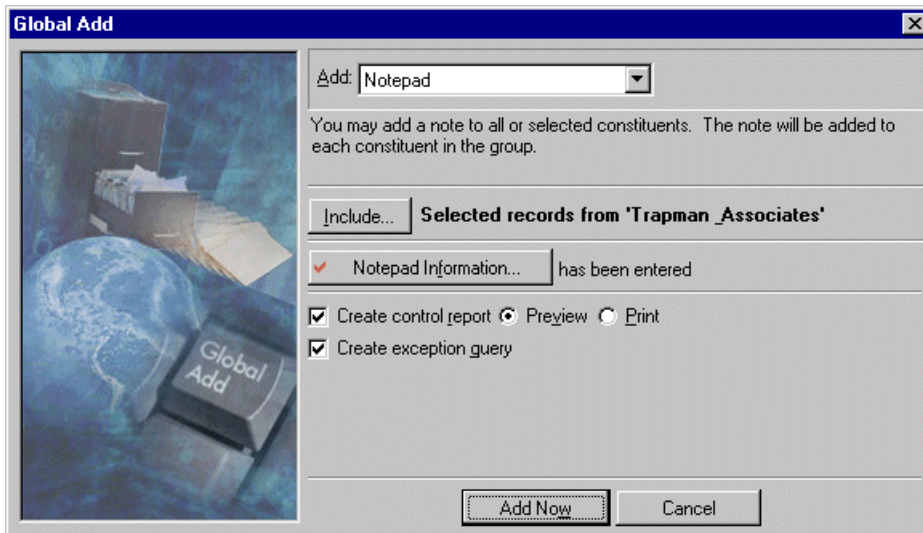 Global Add
Add: Notepad
You may add a note to all or selected constituents.  The note will be added to
each constituent in the group.
Include... Selected records from 'Trapman _Associates'
Notepad Information... has been entered
Create control report Preview Print
Create exception query
Global
Add
Add Now Cancel